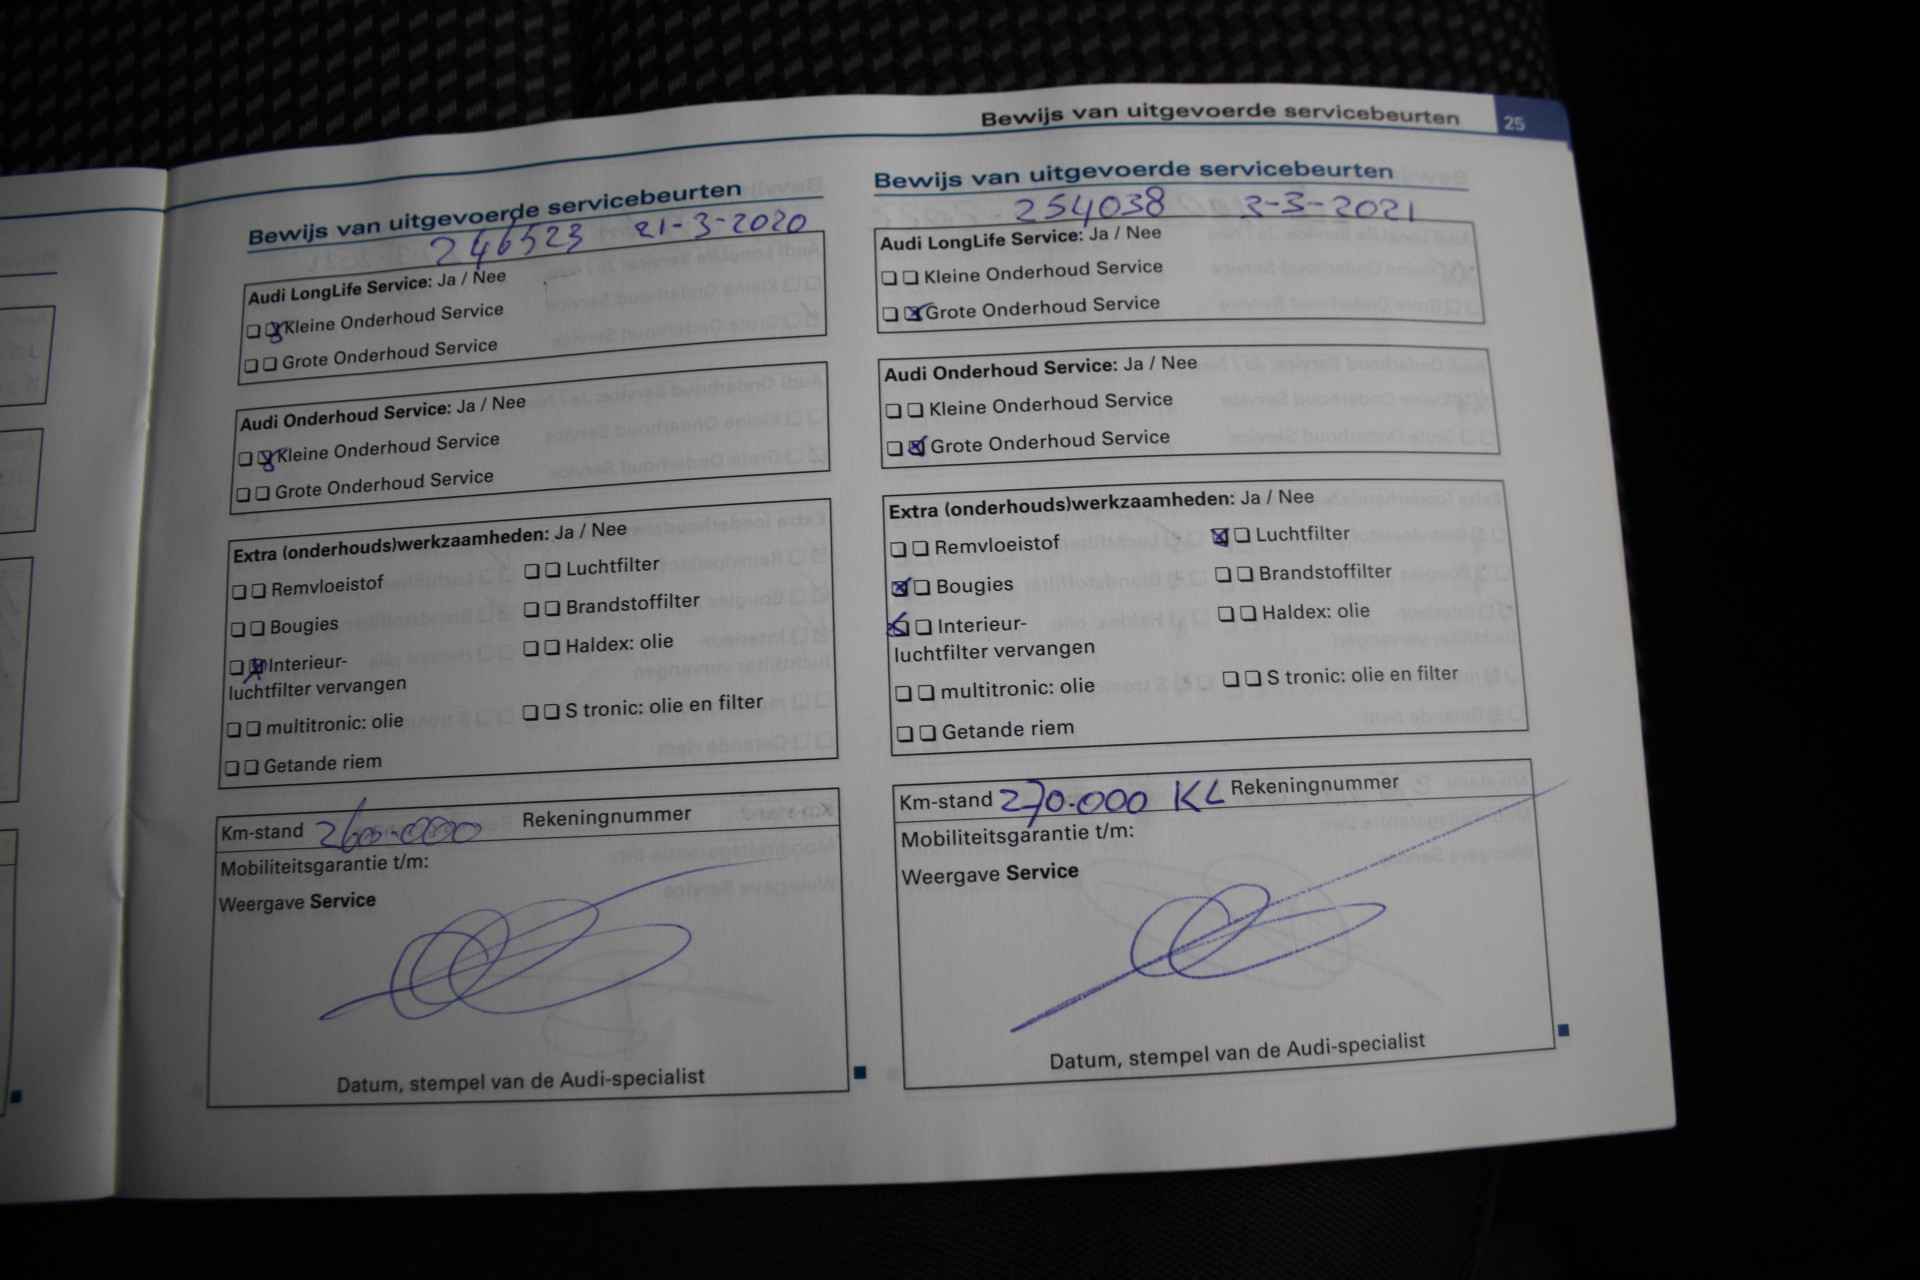 Bewijs van uitgevoerde servicebeurten 25
Bewijs van uitgevoerde servicebeurten
246523 21-3-2020
Audi LongLife Service: Ja / Nee
Kleine Onderhoud Service
Grote Onderhoud Service
Audi Onderhoud Service: Ja / Nee
Kleine Onderhoud Service
Grote Onderhoud Service
Extra (onderhouds)werkzaamheden: Ja / Nee
Remvloeistof Luchtfilter
Bougies Brandstoffilter
Interieur- Haldex: olie
luchtfilter vervangen
multitronic: olie S tronic: olie en filter
Getande riem
Km-stand 260.000 Rekeningnummer
Mobiliteitsgarantie t/m:
Weergave Service
Datum, stempel van de Audi-specialist
Bewijs van uitgevoerde servicebeurten
254038 3-3-2021
Audi LongLife Service: Ja / Nee
Kleine Onderhoud Service
Grote Onderhoud Service
Audi Onderhoud Service: Ja / Nee
Kleine Onderhoud Service
Grote Onderhoud Service
Extra (onderhouds)werkzaamheden: Ja / Nee
Remvloeistof Luchtfilter
Bougies Brandstoffilter
Interieur- Haldex: olie
luchtfilter vervangen
multitronic: olie S tronic: olie en filter
Getande riem
Km-stand 270.000 KL Rekeningnummer
Mobiliteitsgarantie t/m:
Weergave Service
Datum, stempel van de Audi-specialist